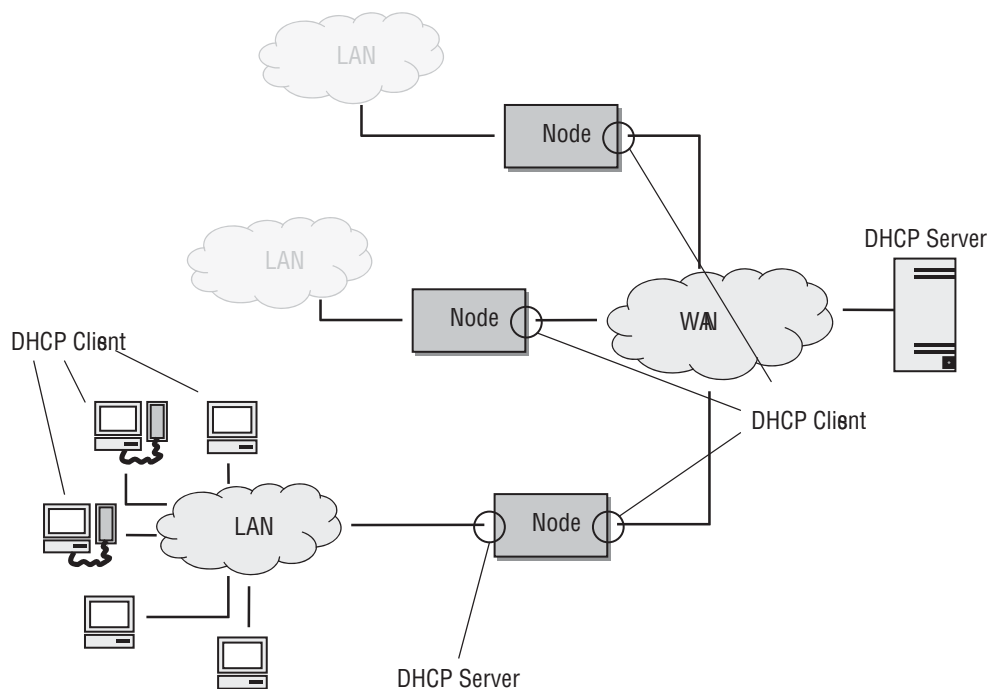 LAN
Node
DHCP Server
LAN
Node
WAN
DHCP Client
DHCP Client
LAN
Node
DHCP Server